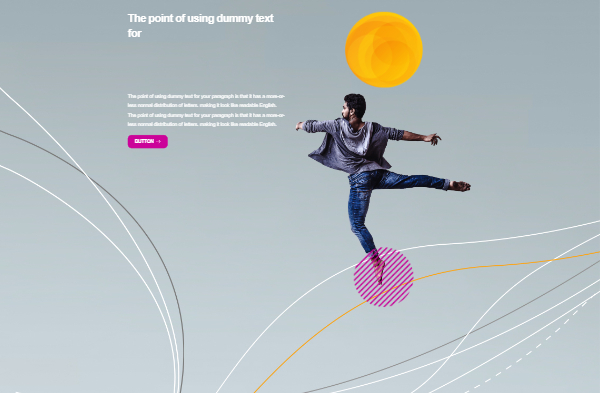 The point of using dummy text
for
The point of using dummy text for your paragraph is that it has a more-or-
less normal distribution of letters. making it look like readable English.
The point of using dummy text for your paragraph is that it has a more-or-
less normal distribution of letters. making it look like readable English.
BUTTON →